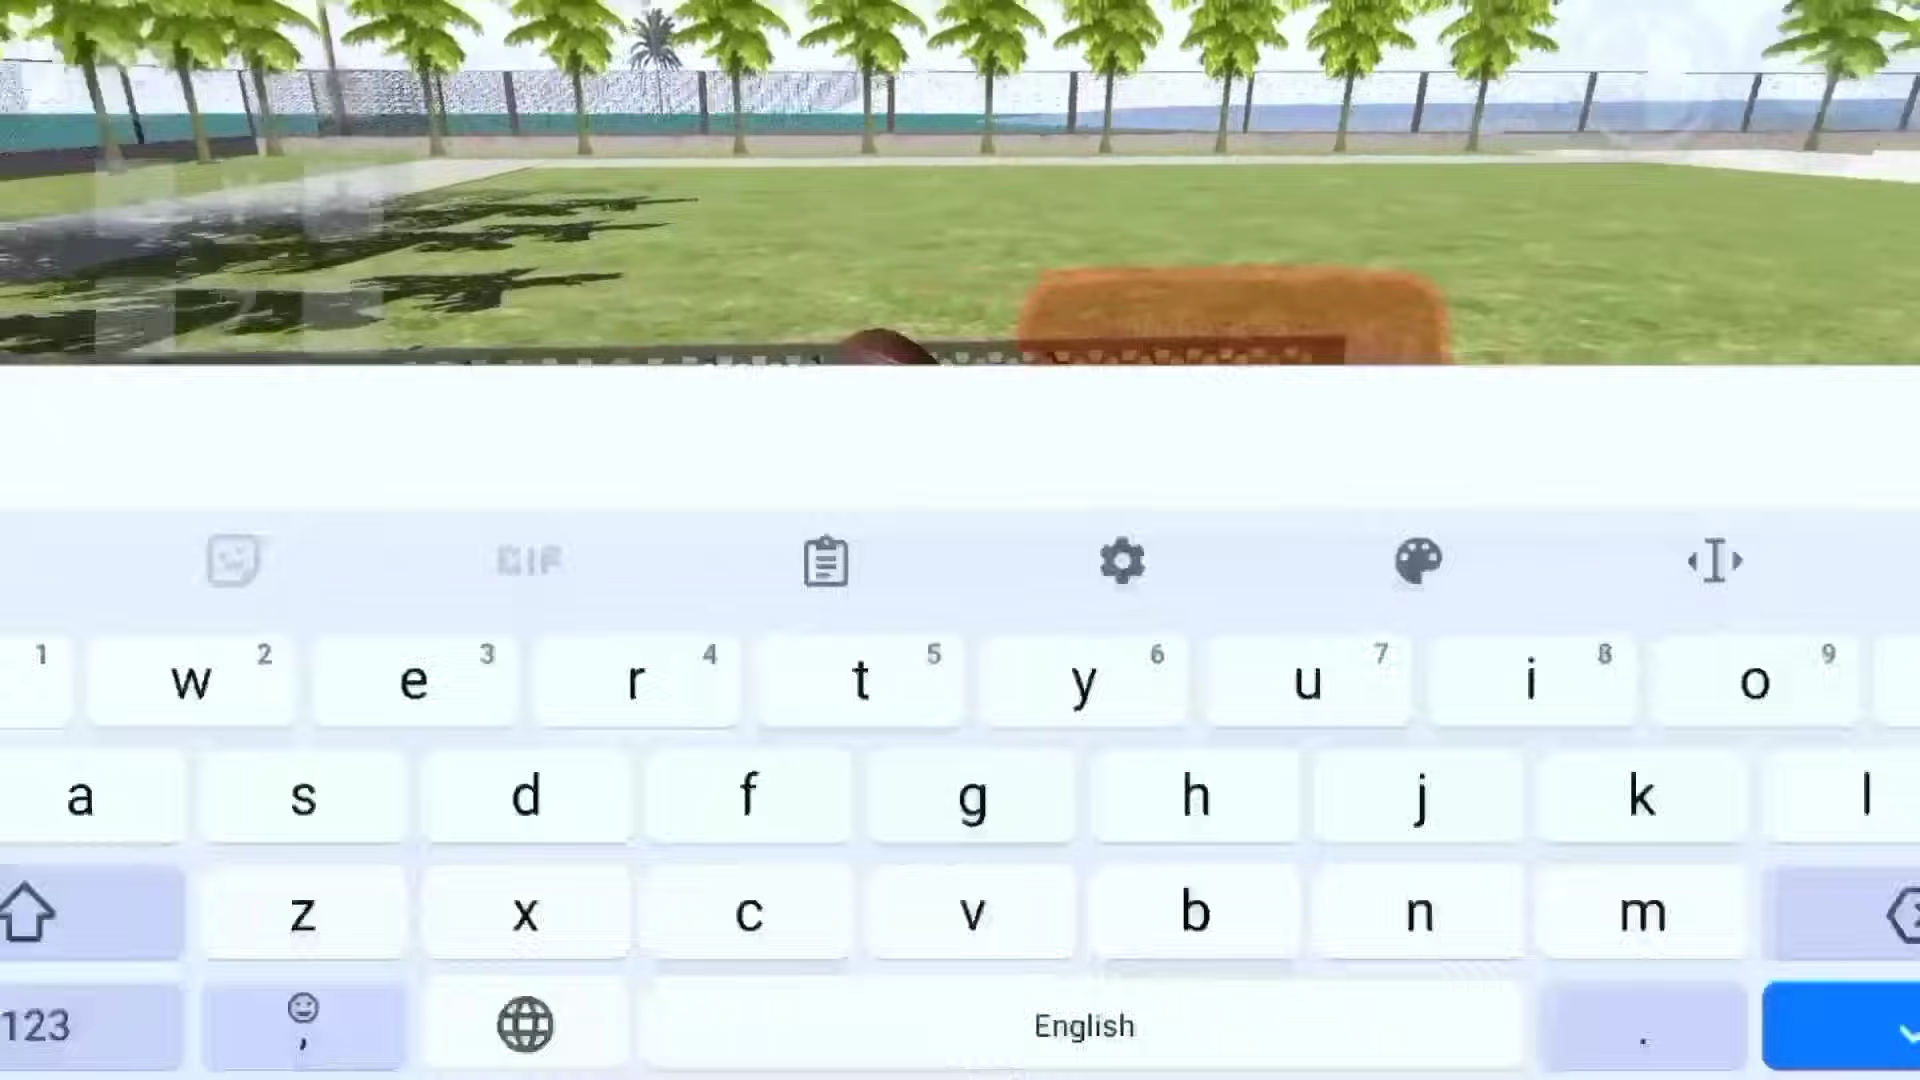 GIF
1 w 2 e 3 r 4 t 5 y 6 u 7 i 8 o 9
a s d f g h j k l
z x c v b n m
123 , English .